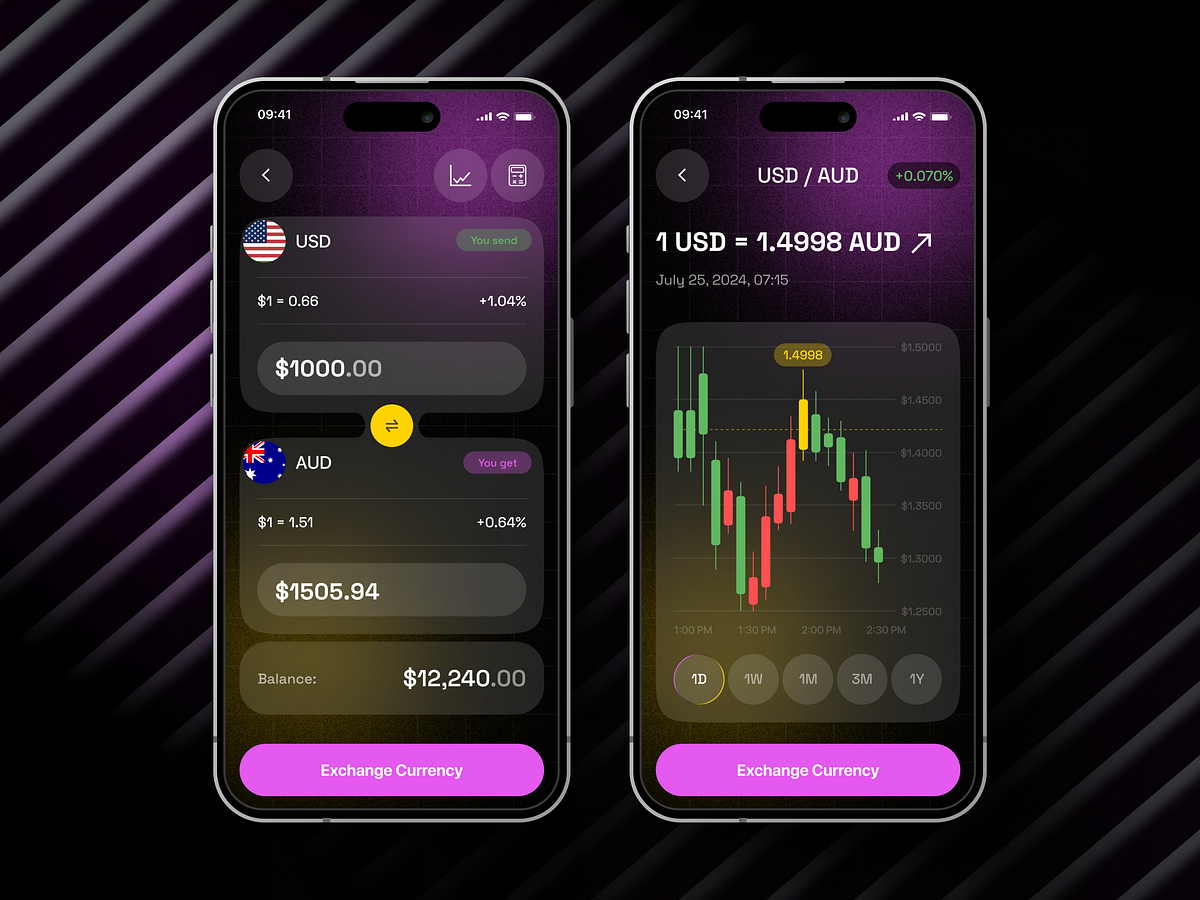 09:41
USD
You send
$1 = 0.66
+1.04%
$1000.00
AUD
You get
$1 = 1.51
+0.64%
$1505.94
Balance:
$12,240.00
Exchange Currency
09:41
USD / AUD
+0.070%
1 USD = 1.4998 AUD
July 25, 2024, 07:15
1.4998
$1.5000
$1.4500
$1.4000
$1.3500
$1.3000
$1.2500
1:00 PM 1:30 PM 2:00 PM 2:30 PM
1D 1W 1M 3M 1Y
Exchange Currency